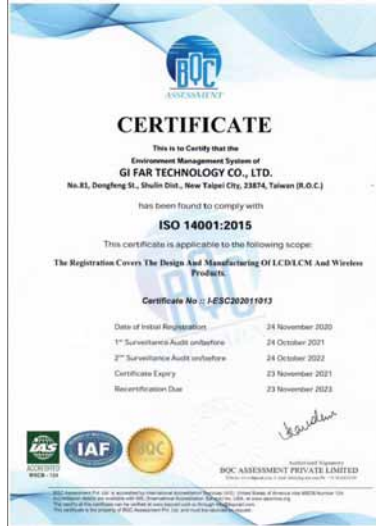 BQC
ASSESSMENT
CERTIFICATE
This is to Certify that the
Environment Management System of
GI FAR TECHNOLOGY CO., LTD.
No.81, Dongfeng St., Shulin Dist., New Taipei City, 23874, Taiwan (R.O.C.)
has been found to comply with
ISO 14001:2015
This certificate is applicable to the following scope:
The Registration Covers The Design And Manufacturing Of LCD/LCM And Wireless
Products.
Certificate No :: I-ESC202011013
Date of Initial Registration 24 November 2020
1st Surveillance Audit on/before 24 October 2021
2nd Surveillance Audit on/before 24 October 2022
Certificate Expiry 23 November 2021
Recertification Due 23 November 2023
IAS
ACCREDITED
IAF
BQC
Authorized Signatory
BQC ASSESSMENT PRIVATE LIMITED